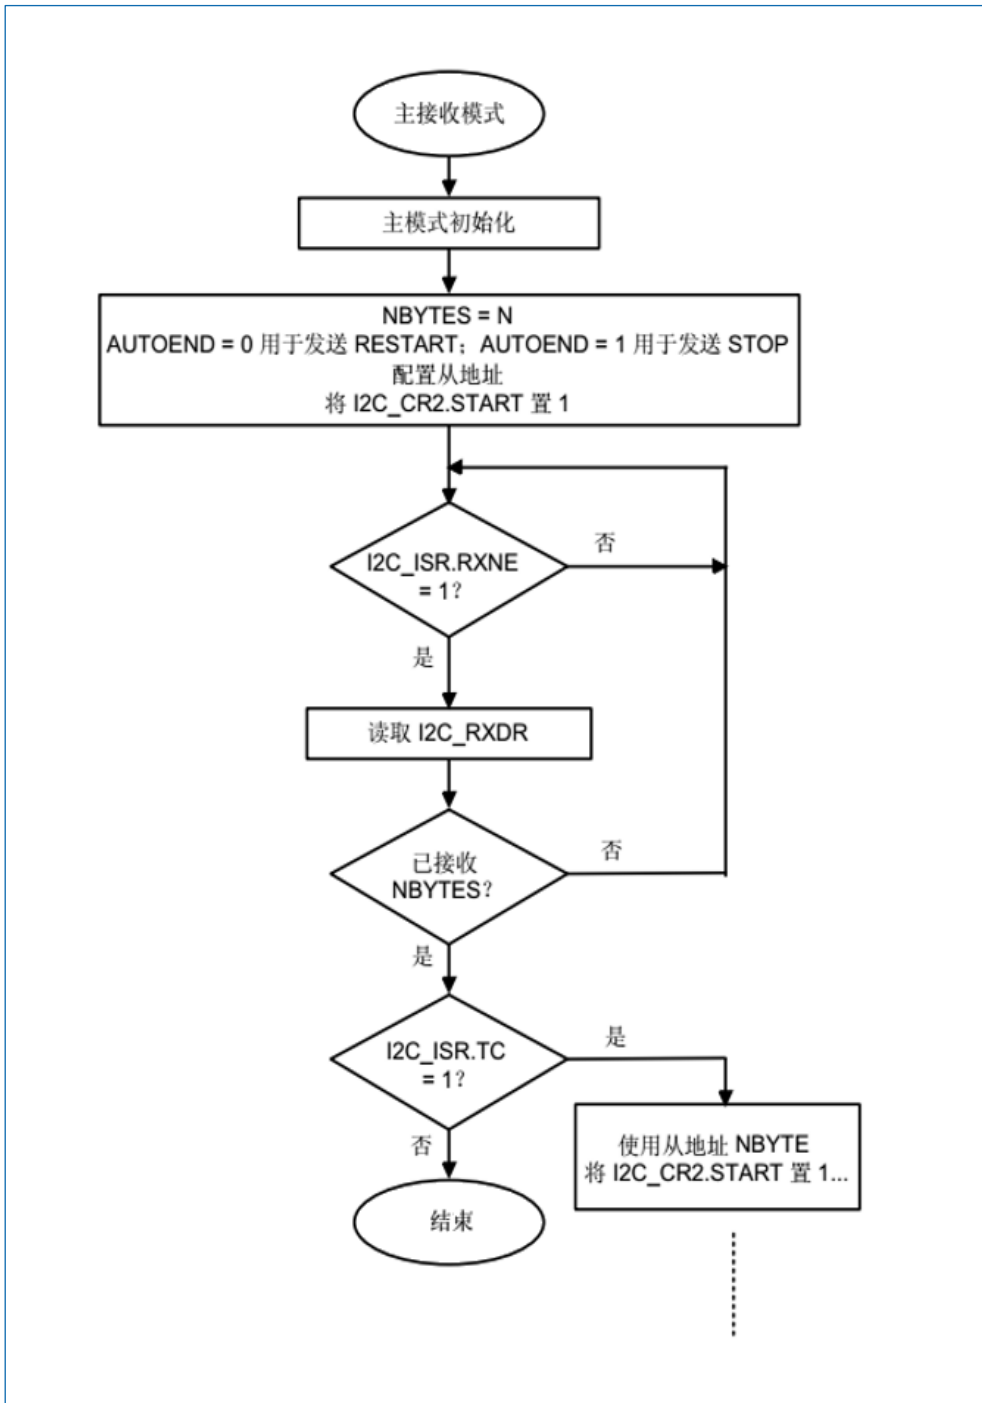 主接收模式
主模式初始化
NBYTES = N
AUTOEND = 0 用于发送 RESTART；AUTOEND = 1 用于发送 STOP
配置从地址
将 I2C_CR2.START 置 1
I2C_ISR.RXNE
= 1？
否
是
读取 I2C_RXDR
已接收
NBYTES？
否
是
I2C_ISR.TC
= 1？
是
否
使用从地址 NBYTE
将 I2C_CR2.START 置 1...
结束